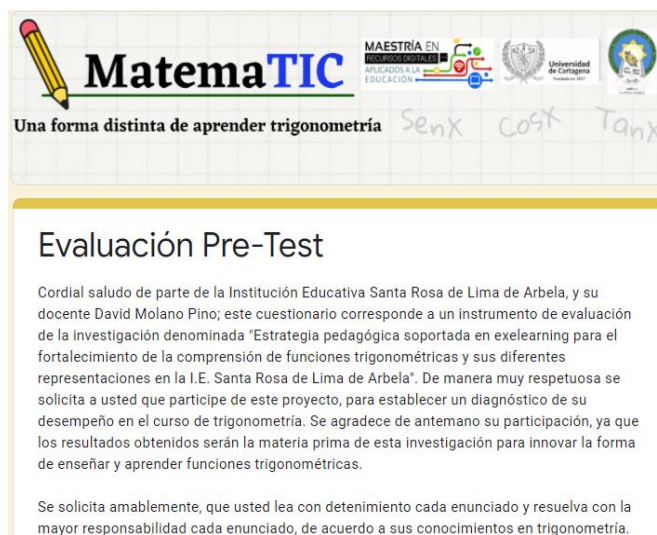 MatemaTIC
MAESTRÍA EN
RECURSOS DIGITALES
APLICADOS A LA
EDUCACIÓN
Universidad
de Cartagena
Una forma distinta de aprender trigonometría
SenX CosX TanX
Evaluación Pre-Test
Cordial saludo de parte de la Institución Educativa Santa Rosa de Lima de Arbela, y su
docente David Molano Pino; este cuestionario corresponde a un instrumento de evaluación
de la investigación denominada "Estrategia pedagógica soportada en exelearning para el
fortalecimiento de la comprensión de funciones trigonométricas y sus diferentes
representaciones en la I.E. Santa Rosa de Lima de Arbela". De manera muy respetuosa se
solicita a usted que participe de este proyecto, para establecer un diagnóstico de su
desempeño en el curso de trigonometría. Se agradece de antemano su participación, ya que
los resultados obtenidos serán la materia prima de esta investigación para innovar la forma
de enseñar y aprender funciones trigonométricas.
Se solicita amablemente, que usted lea con detenimiento cada enunciado y resuelva con la
mayor responsabilidad cada enunciado, de acuerdo a sus conocimientos en trigonometría.